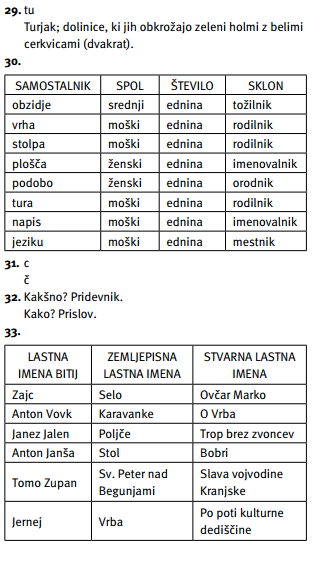 29. tu
Turjak; dolinice, ki jih obkrožajo zeleni holmi z belimi
cerkvicami (dvakrat).
30.
SAMOSTALNIK SPOL ŠTEVILO SKLON
obzidje srednji ednina tožilnik
vrha moški ednina rodilnik
stolpa moški ednina rodilnik
plošča ženski ednina imenovalnik
podobo ženski ednina orodnik
tura moški ednina rodilnik
napis moški ednina imenovalnik
jeziku moški ednina mestnik
31. c
č
32. Kakšno? Pridevnik.
Kako? Prislov.
33.
LASTNA IMENA BITIJ ZEMLJEPISNA LASTNA IMENA STVARNA LASTNA IMENA
Zajc Selo Ovčar Marko
Anton Vovk Karavanke O Vrba
Janez Jalen Poljče Trop brez zvoncev
Anton Janša Stol Bobri
Tomo Zupan Sv. Peter nad Begunjami Slava vojvodine Kranjske
Jernej Vrba Po poti kulturne dediščine